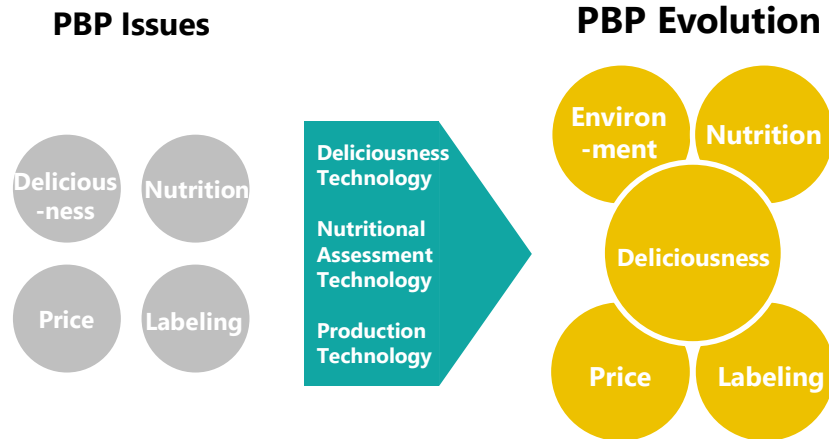 PBP Issues
Delicious
-ness
Nutrition
Price
Labeling
Deliciousness
Technology
Nutritional
Assessment
Technology
Production
Technology
PBP Evolution
Environ
-ment
Nutrition
Deliciousness
Price
Labeling